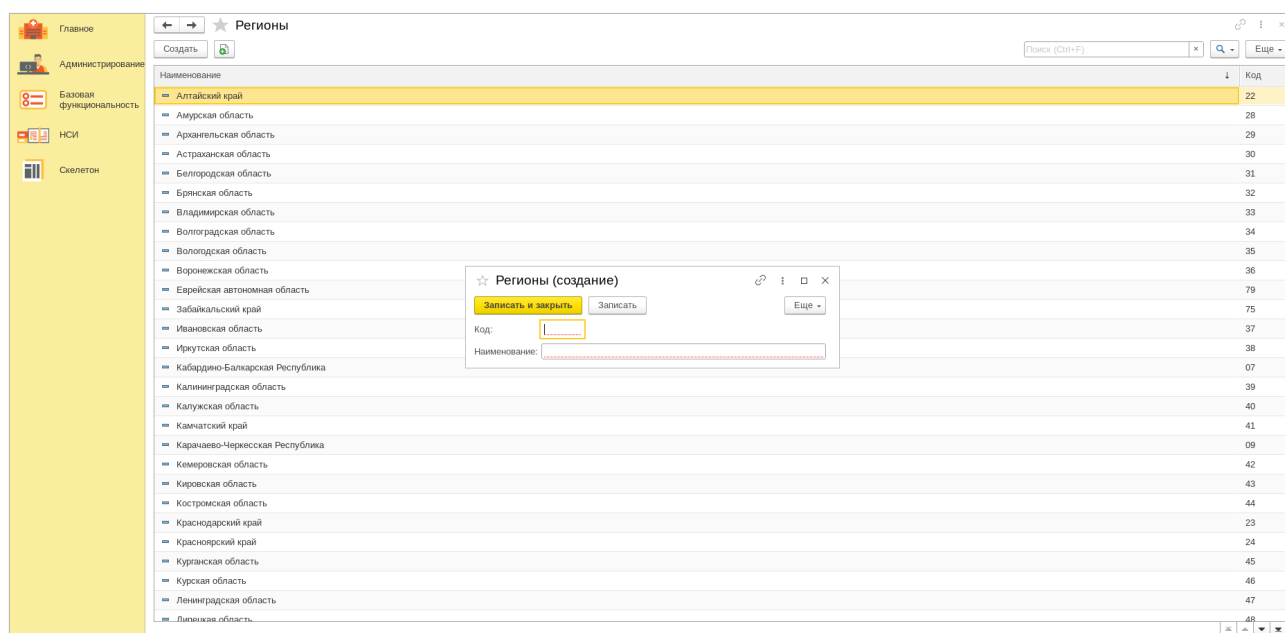 Главное
Администрирование
Базовая
функциональность
НСИ
Скелетон
Регионы
Создать
Поиск (Ctrl+F)
×
Еще
Наименование ↓ Код
Алтайский край 22
Амурская область 28
Архангельская область 29
Астраханская область 30
Белгородская область 31
Брянская область 32
Владимирская область 33
Волгоградская область 34
Вологодская область 35
Воронежская область 36
Еврейская автономная область 79
Забайкальский край 75
Ивановская область 37
Иркутская область 38
Кабардино-Балкарская Республика 07
Калининградская область 39
Калужская область 40
Камчатский край 41
Карачаево-Черкесская Республика 09
Кемеровская область 42
Кировская область 43
Костромская область 44
Краснодарский край 23
Красноярский край 24
Курганская область 45
Курская область 46
Ленинградская область 47
Липецкая область 48
Регионы (создание)
Записать и закрыть Записать Еще
Код:
Наименование: